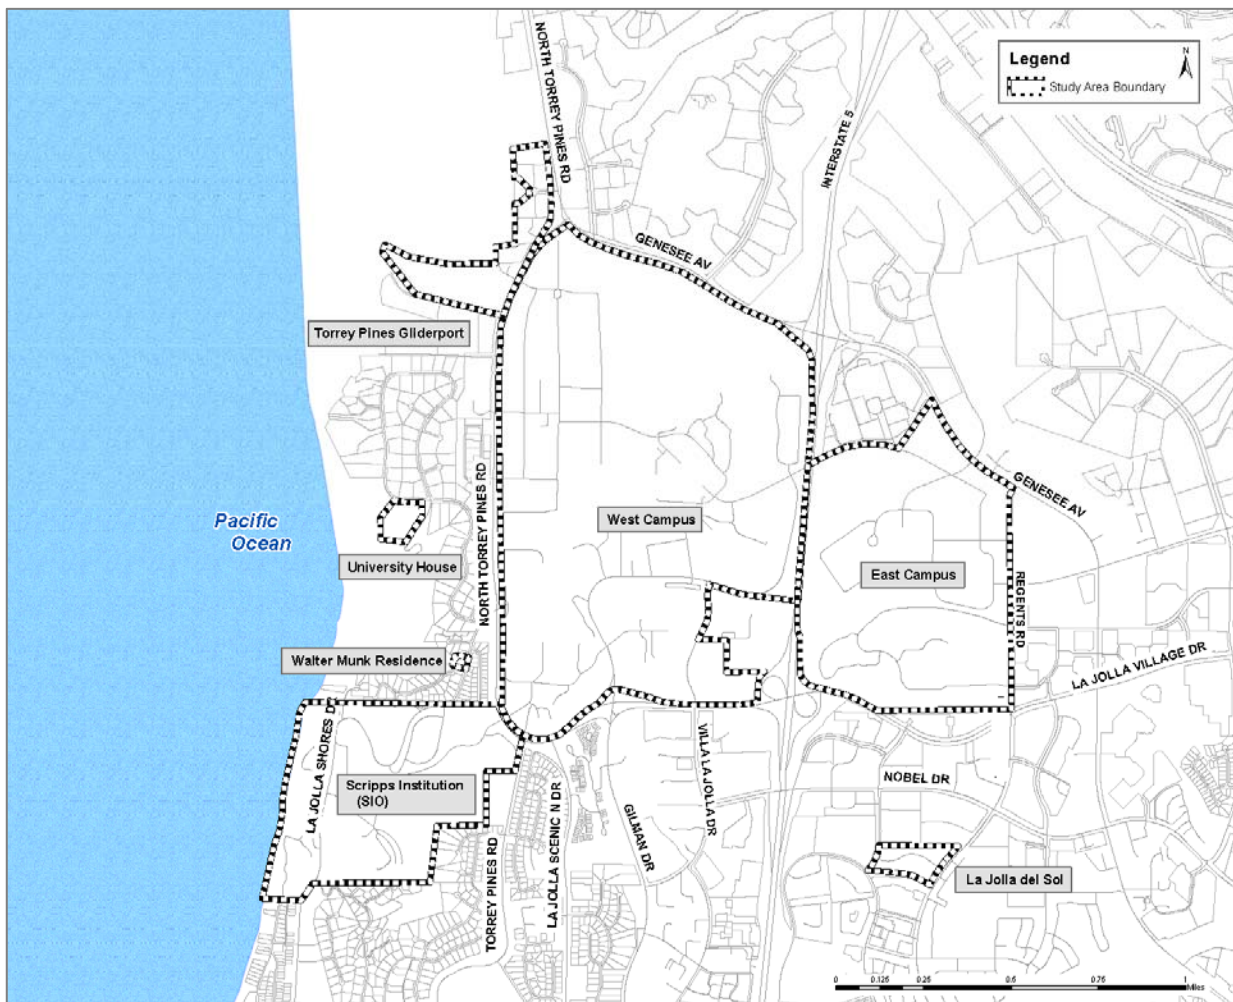 NORTH TORREY PINES RD
INTERSTATE 5
Legend
N
Study Area Boundary
GENESEE AV
Torrey Pines Gliderport
NORTH TORREY PINES RD
GENESEE AV
Pacific
Ocean
West Campus
University House
East Campus
REGENTS RD
Walter Munk Residence
LA JOLLA VILLAGE DR
LA JOLLA SHORES DR
Scripps Institution
(SIO)
VILLA LA JOLLA DR
NOBEL DR
GILMAN DR
LA JOLLA SCENIC N DR
TORREY PINES RD
La Jolla del Sol
0 0.125 0.25 0.5 0.75 1
Miles